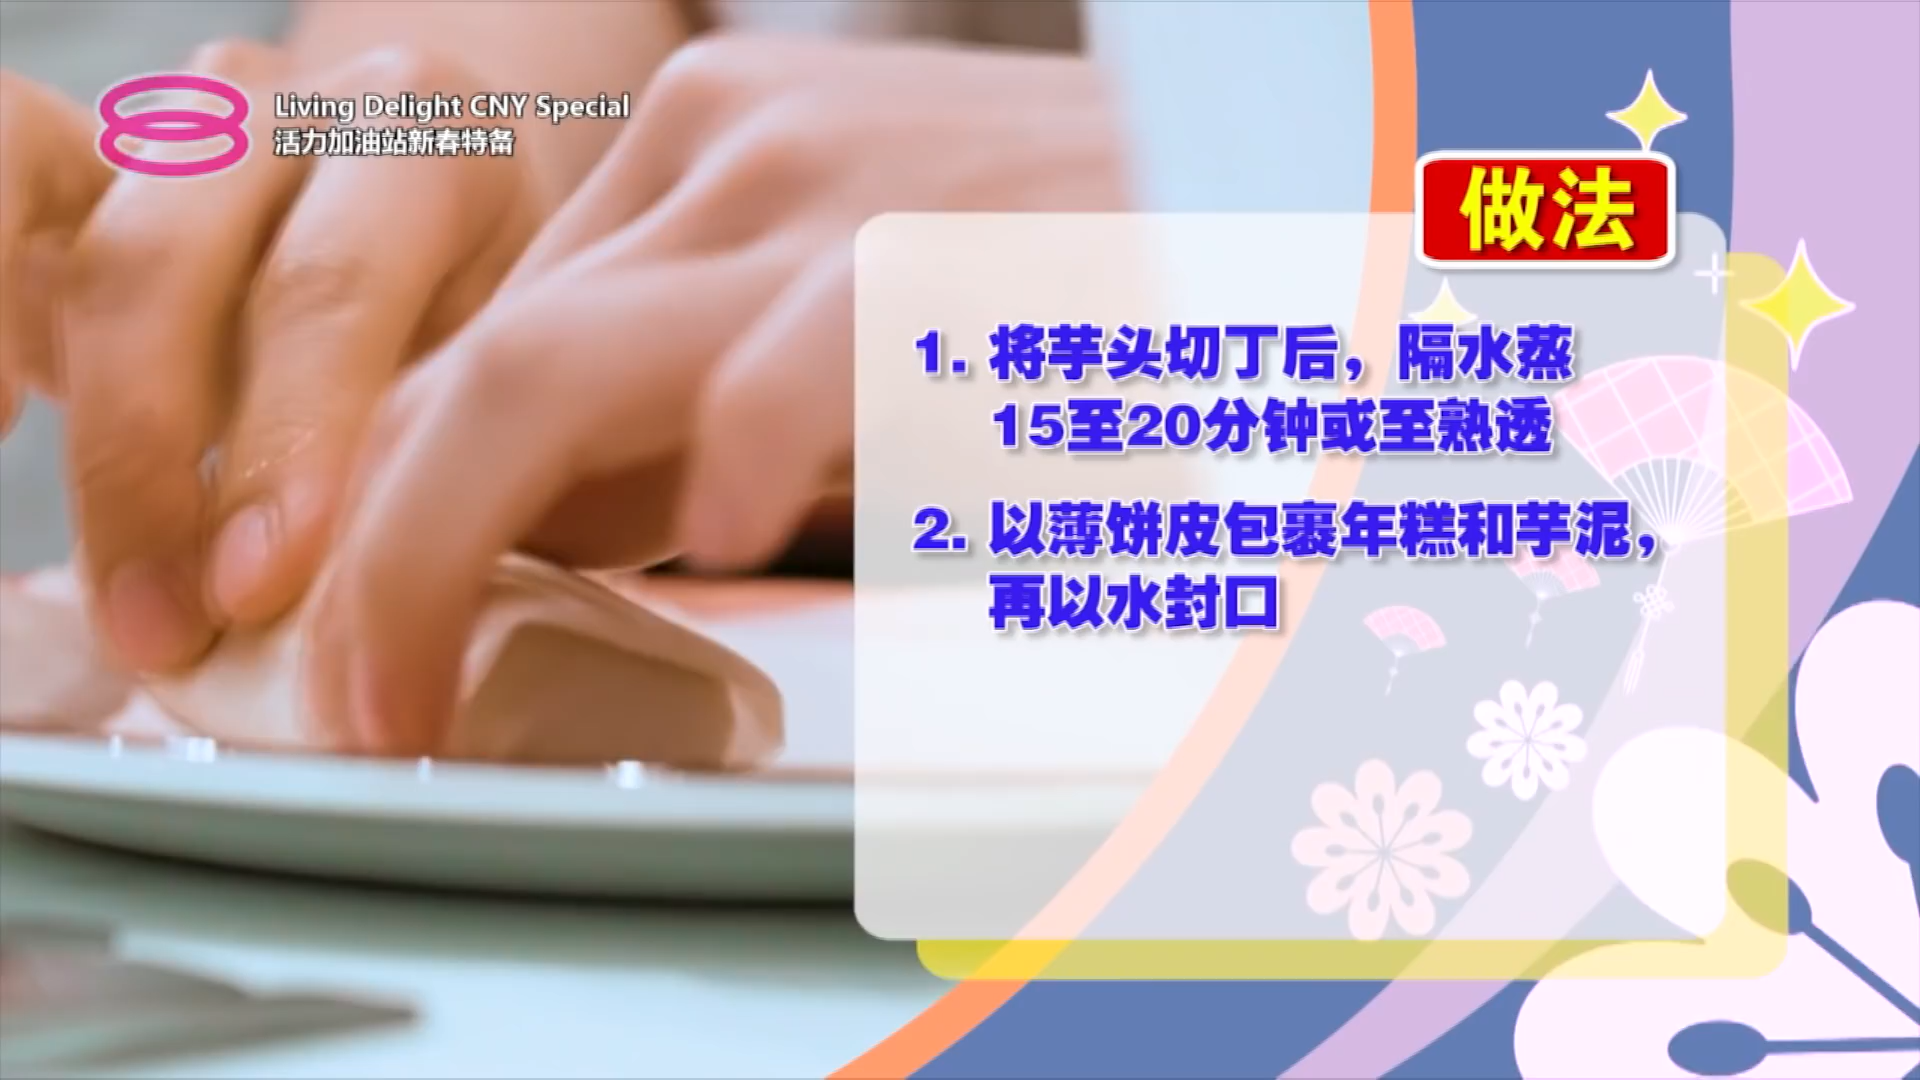 Living Delight CNY Special
活力加油站新春特备
做法
1. 将芋头切丁后，隔水蒸
15至20分钟或至熟透
2. 以薄饼皮包裹年糕和芋泥，
再以水封口